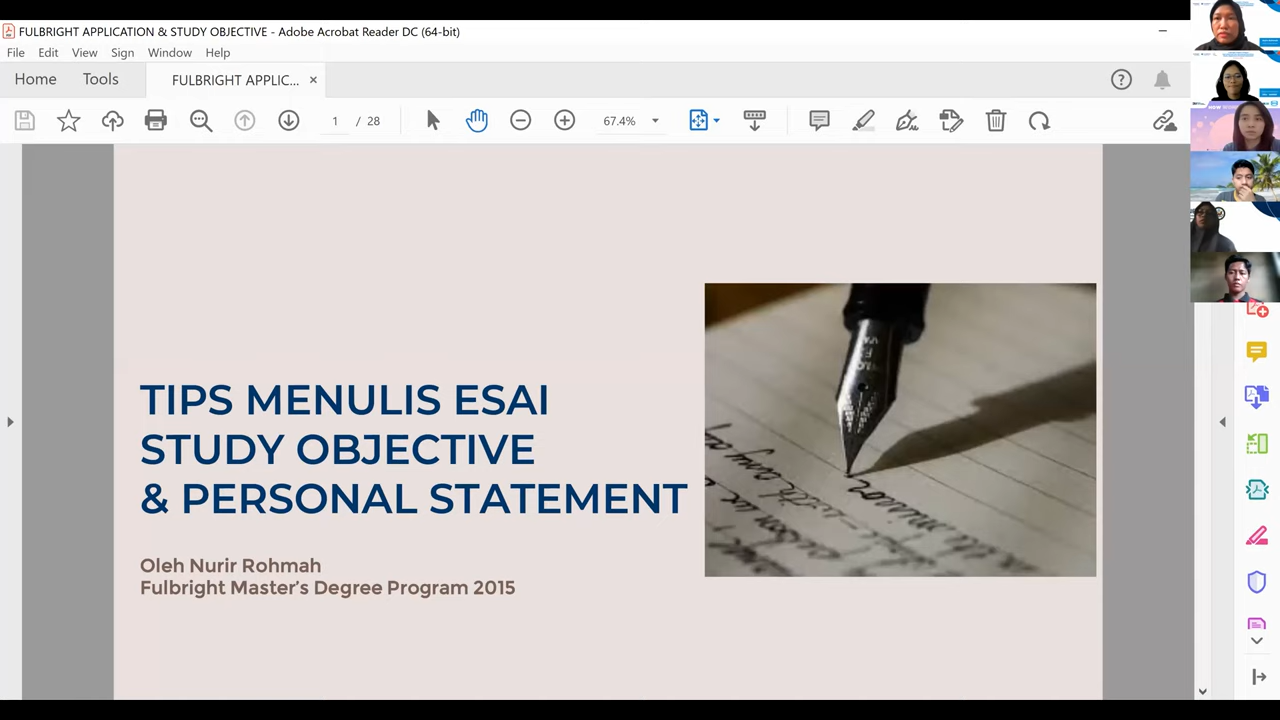 FULBRIGHT APPLICATION & STUDY OBJECTIVE - Adobe Acrobat Reader DC (64-bit)
File Edit View Sign Window Help
Home Tools FULBRIGHT APPLIC... ×
1 / 28 67.4%
TIPS MENULIS ESAI
STUDY OBJECTIVE
& PERSONAL STATEMENT
Oleh Nurir Rohmah
Fulbright Master's Degree Program 2015